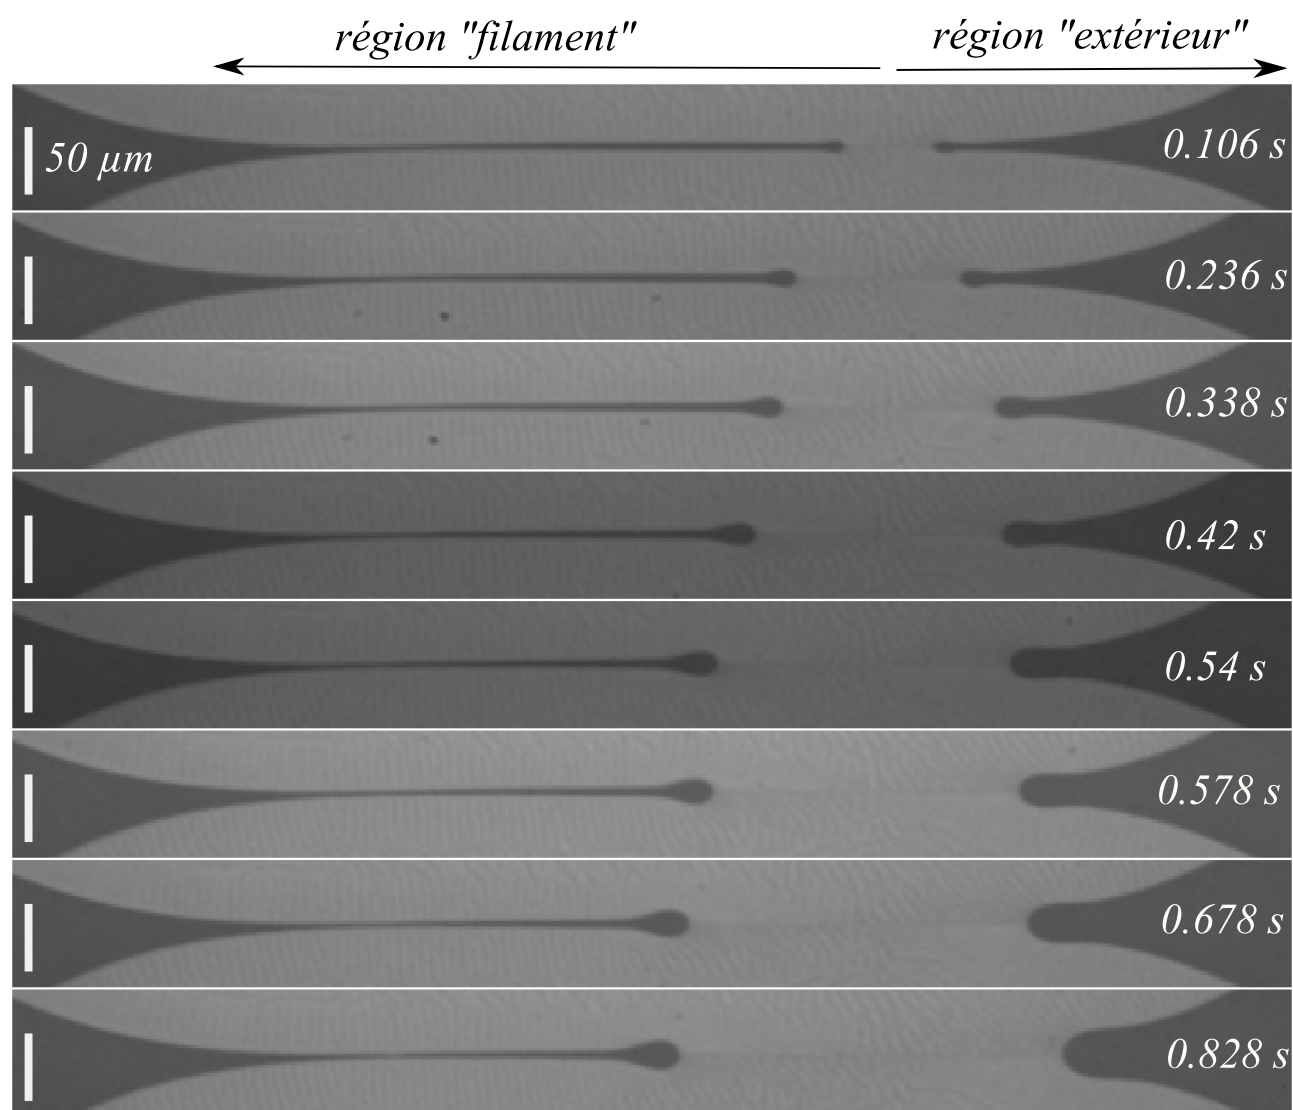 région "filament"
région "extérieur"
50 µm
0.106 s
0.236 s
0.338 s
0.42 s
0.54 s
0.578 s
0.678 s
0.828 s